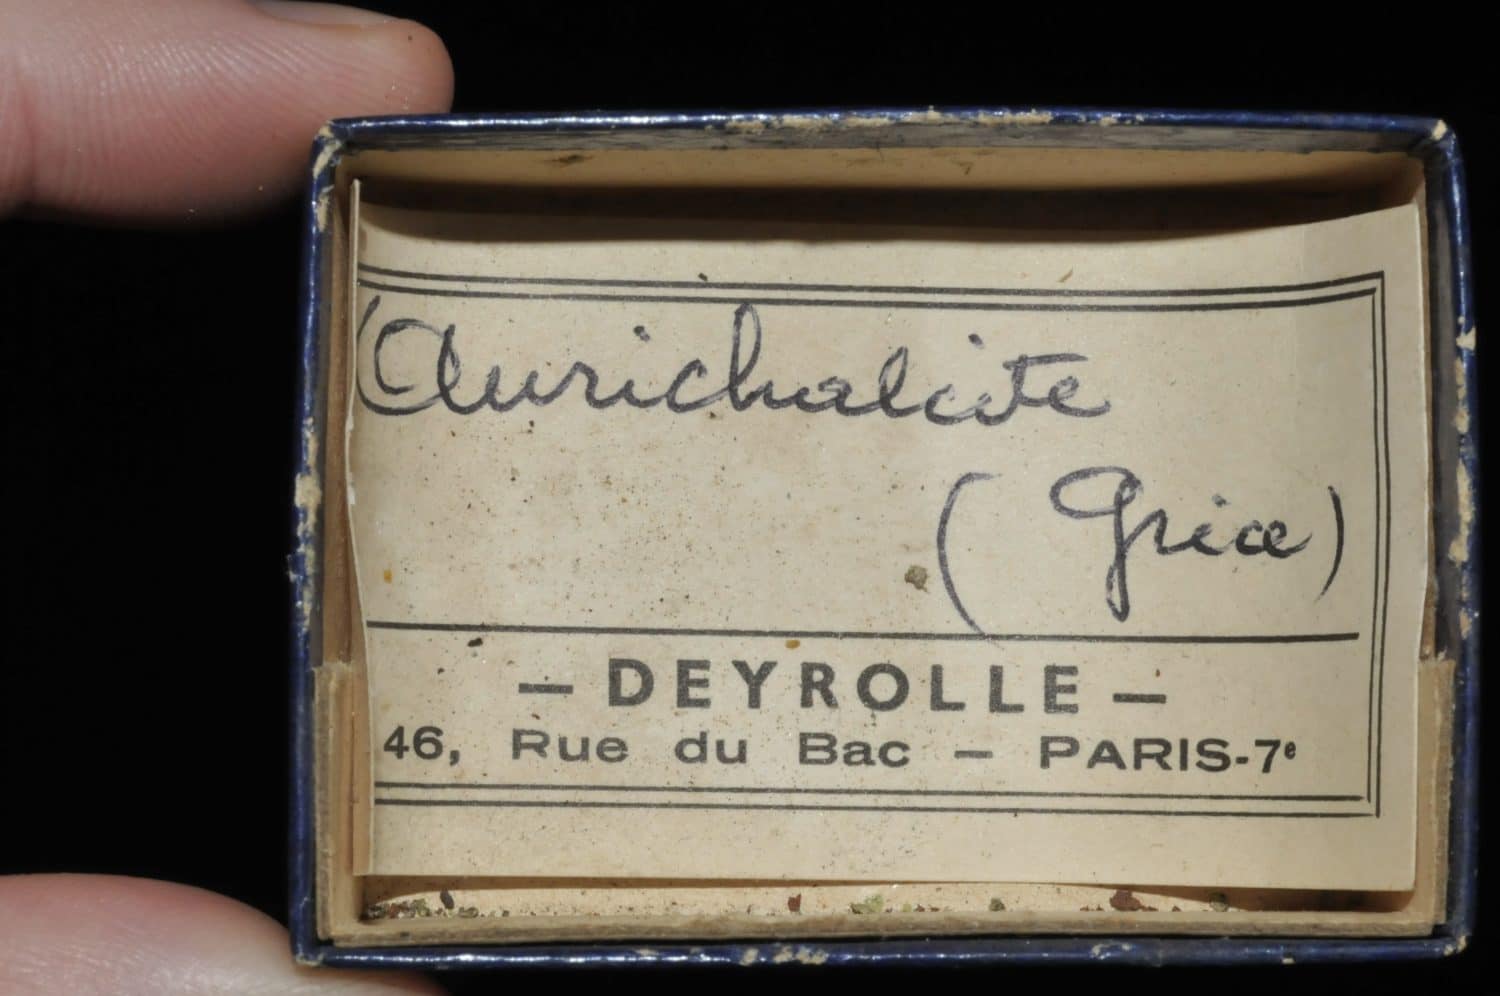 Aurichalcite
(Grèce)
— DEYROLLE —
46, Rue du Bac — PARIS-7e